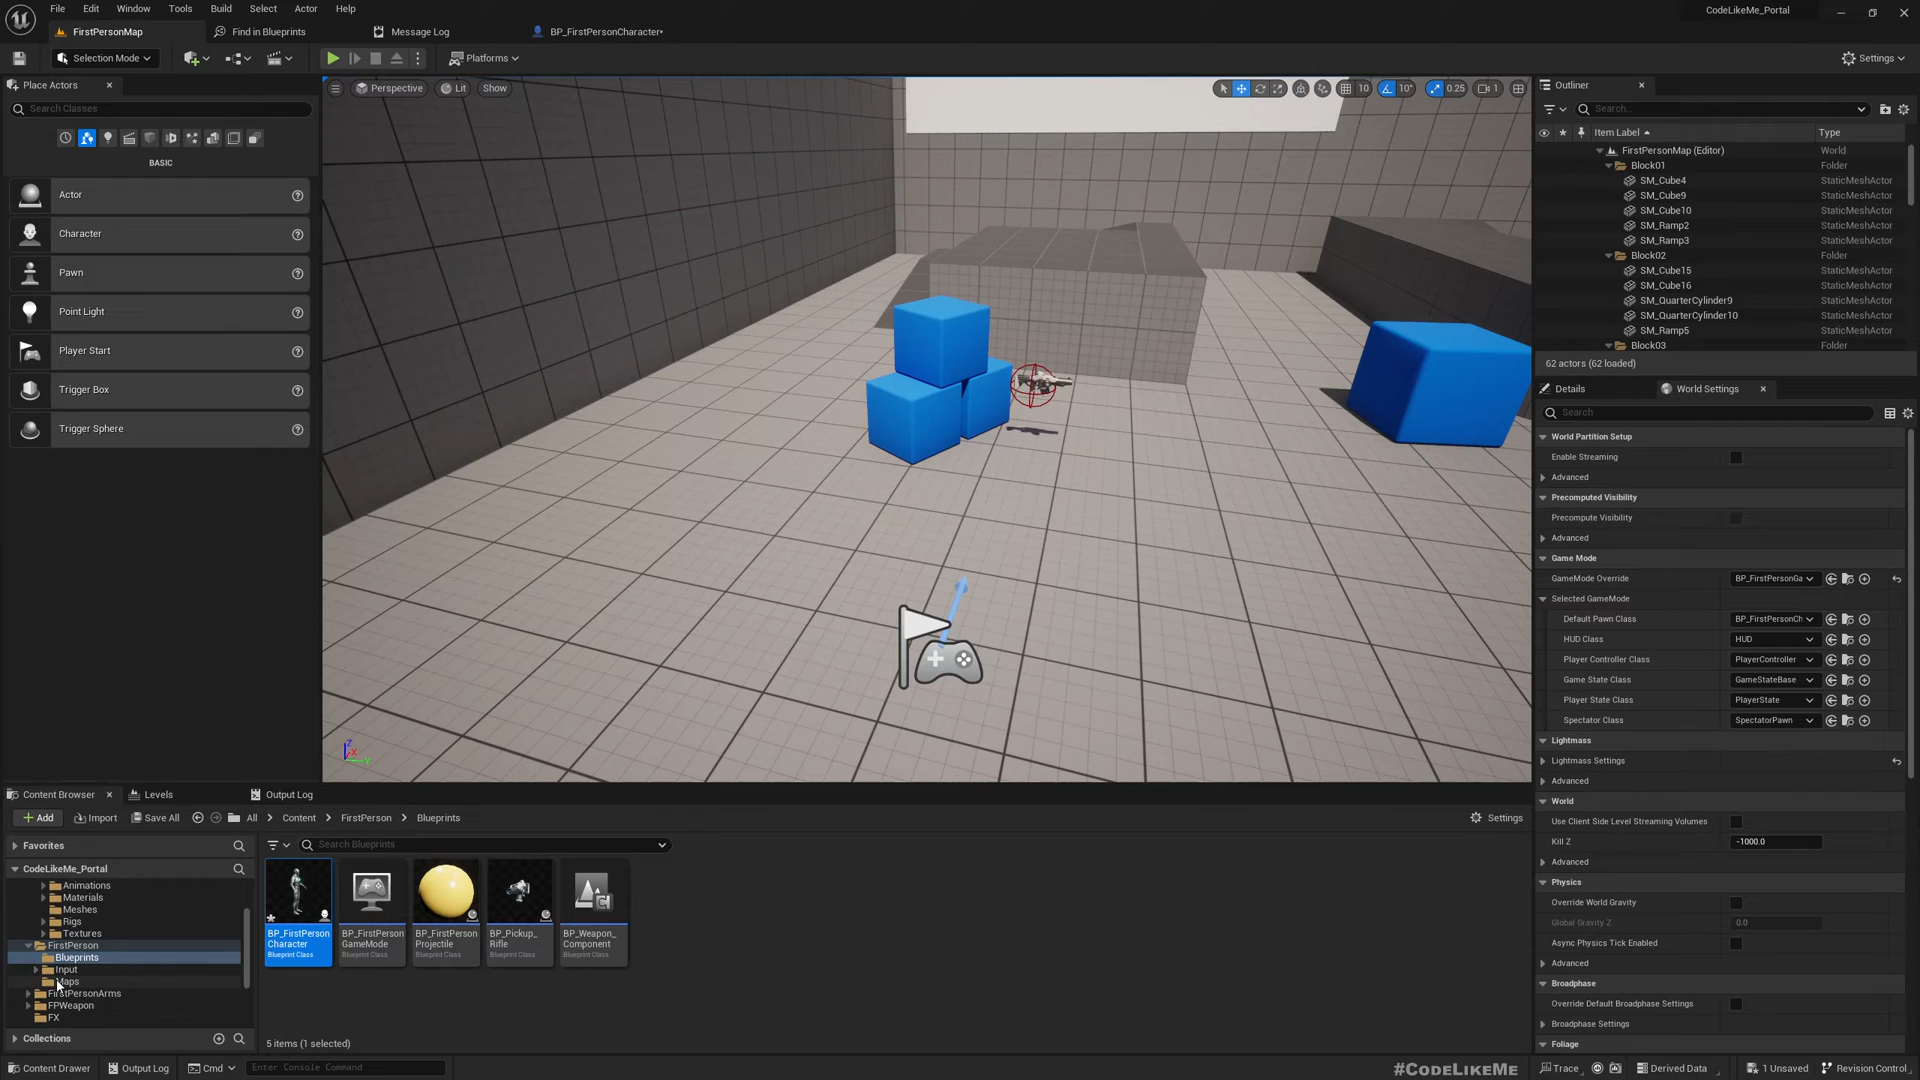 File Edit Window Tools Build Select Actor Help
CodeLikeMe_Portal
FirstPersonMap
Find in Blueprints
Message Log
BP_FirstPersonCharacter*
Selection Mode
Platforms
Settings
Place Actors
Search Classes
BASIC
Actor
Character
Pawn
Point Light
Player Start
Trigger Box
Trigger Sphere
Perspective
Lit
Show
10
10°
0.25
1
Z
X
Y
Outliner
Search...
Item Label
Type
FirstPersonMap (Editor) World
Block01 Folder
SM_Cube4 StaticMeshActor
SM_Cube9 StaticMeshActor
SM_Cube10 StaticMeshActor
SM_Ramp2 StaticMeshActor
SM_Ramp3 StaticMeshActor
Block02 Folder
SM_Cube15 StaticMeshActor
SM_Cube16 StaticMeshActor
SM_QuarterCylinder9 StaticMeshActor
SM_QuarterCylinder10 StaticMeshActor
SM_Ramp5 StaticMeshActor
Block03 Folder
62 actors (62 loaded)
Details
World Settings
Search
World Partition Setup
Enable Streaming
Advanced
Precomputed Visibility
Precompute Visibility
Advanced
Game Mode
GameMode Override BP_FirstPersonGa
Selected GameMode
Default Pawn Class BP_FirstPersonCh
HUD Class HUD
Player Controller Class PlayerController
Game State Class GameStateBase
Player State Class PlayerState
Spectator Class SpectatorPawn
Lightmass
Lightmass Settings
Advanced
World
Use Client Side Level Streaming Volumes
Kill Z -1000.0
Advanced
Physics
Override World Gravity
Global Gravity Z 0.0
Async Physics Tick Enabled
Advanced
Broadphase
Override Default Broadphase Settings
Broadphase Settings
Foliage
Content Browser
Levels
Output Log
Add
Import
Save All
All
Content
FirstPerson
Blueprints
Settings
Favorites
CodeLikeMe_Portal
Animations
Materials
Meshes
Rigs
Textures
FirstPerson
Blueprints
Input
Maps
FirstPersonArms
FPWeapon
FX
Collections
Search Blueprints
BP_FirstPerson
Character
Blueprint Class
BP_FirstPerson
GameMode
Blueprint Class
BP_FirstPerson
Projectile
Blueprint Class
BP_Pickup_
Rifle
Blueprint Class
BP_Weapon_
Component
Blueprint Class
5 items (1 selected)
Content Drawer
Output Log
Cmd
Enter Console Command
#CODELIKEME
Trace
Derived Data
1 Unsaved
Revision Control